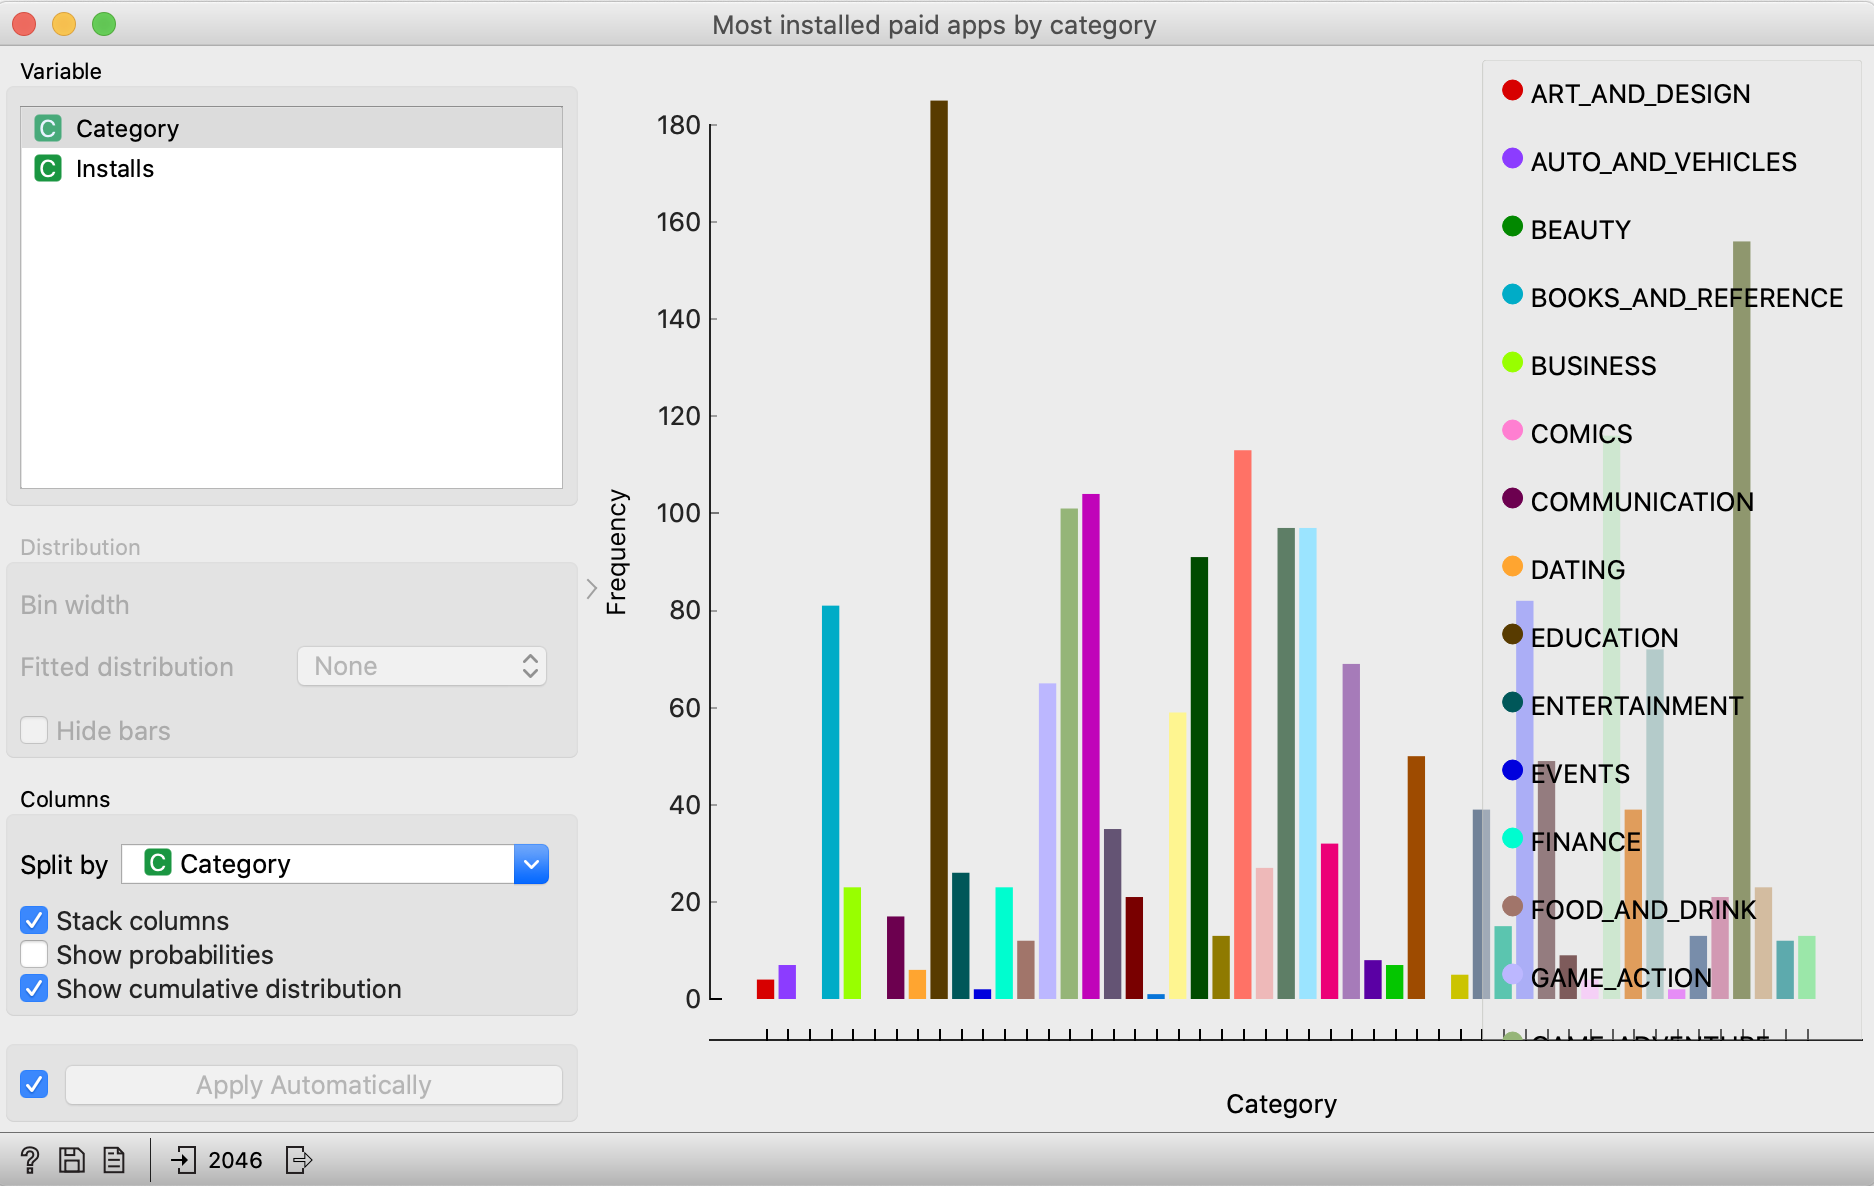 Most installed paid apps by category
Variable
C Category
C Installs
Distribution
Bin width
Fitted distribution None
Hide bars
Columns
Split by C Category
Stack columns
Show probabilities
Show cumulative distribution
Apply Automatically
? 2046
Frequency
180
160
140
120
100
80
60
40
20
0
Category
ART_AND_DESIGN
AUTO_AND_VEHICLES
BEAUTY
BOOKS_AND_REFERENCE
BUSINESS
COMICS
COMMUNICATION
DATING
EDUCATION
ENTERTAINMENT
EVENTS
FINANCE
FOOD_AND_DRINK
GAME_ACTION
GAME_ADVENTURE